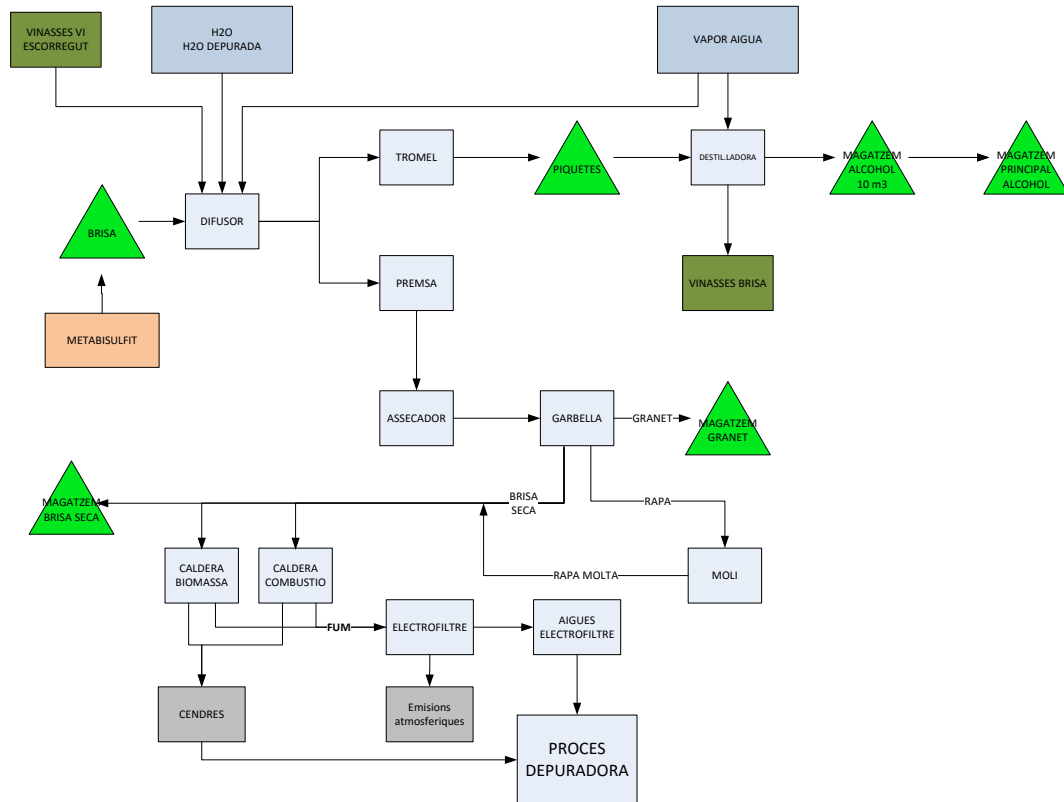 VINASSES VI
ESCORREGUT
H2O
H2O DEPURADA
VAPOR AIGUA
TROMEL
PIQUETES
DESTIL.LADORA
MAGATZEM
ALCOHOL
10 m3
MAGATZEM
PRINCIPAL
ALCOHOL
BRISA
DIFUSOR
PREMSA
VINASSES BRISA
METABISULFIT
ASSECADOR
GARBELLA
GRANET
MAGATZEM
GRANET
MAGATZEM
BRISA SECA
BRISA
SECA
RAPA
CALDERA
BIOMASSA
CALDERA
COMBUSTIO
RAPA MOLTA
MOLI
FUM
ELECTROFILTRE
AIGUES
ELECTROFILTRE
CENDRES
Emisions
atmosferiques
PROCES
DEPURADORA